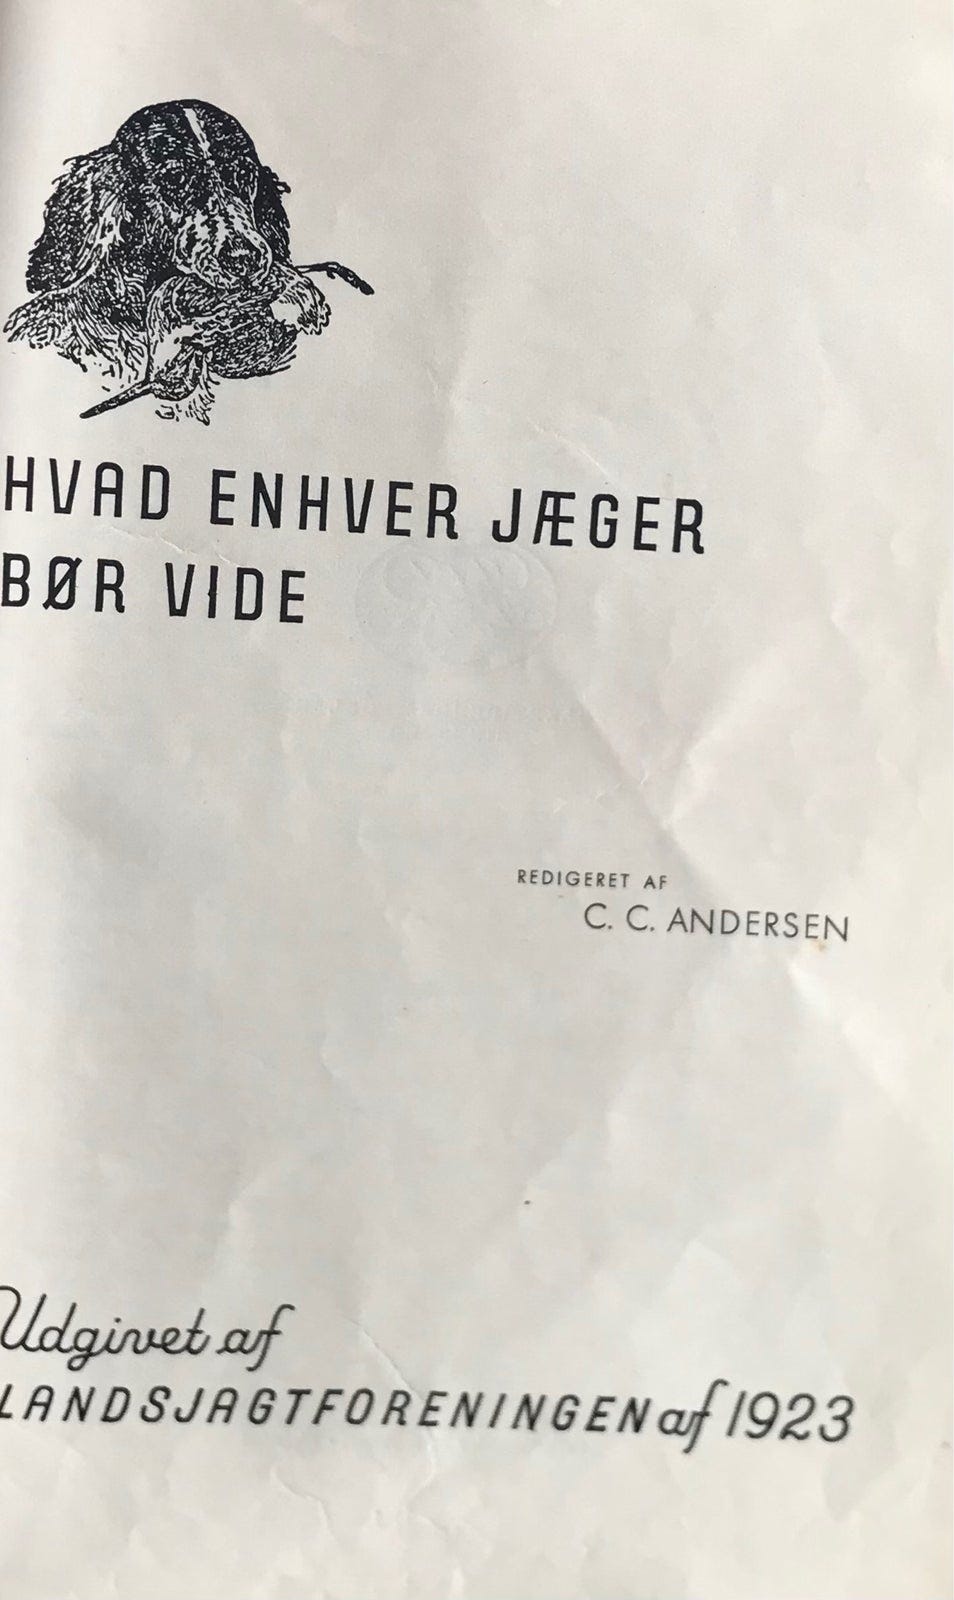 HVAD ENHVER JÆGER
BØR VIDE
REDIGERET AF
C. C. ANDERSEN
Udgivet af
LANDSJAGTFORENINGEN af 1923